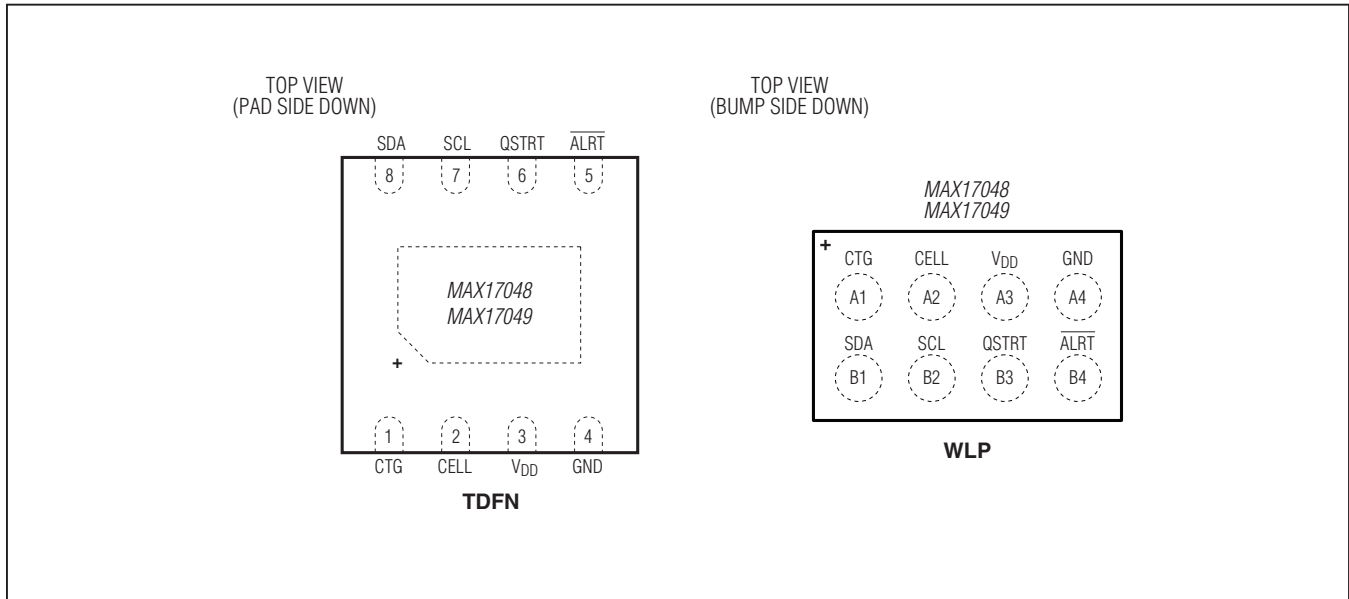 TOP VIEW
(PAD SIDE DOWN)
SDA SCL QSTRT ALRT
8 7 6 5
MAX17048
MAX17049
+
1 2 3 4
CTG CELL VDD GND
TDFN
TOP VIEW
(BUMP SIDE DOWN)
MAX17048
MAX17049
+
CTG CELL VDD GND
A1 A2 A3 A4
SDA SCL QSTRT ALRT
B1 B2 B3 B4
WLP